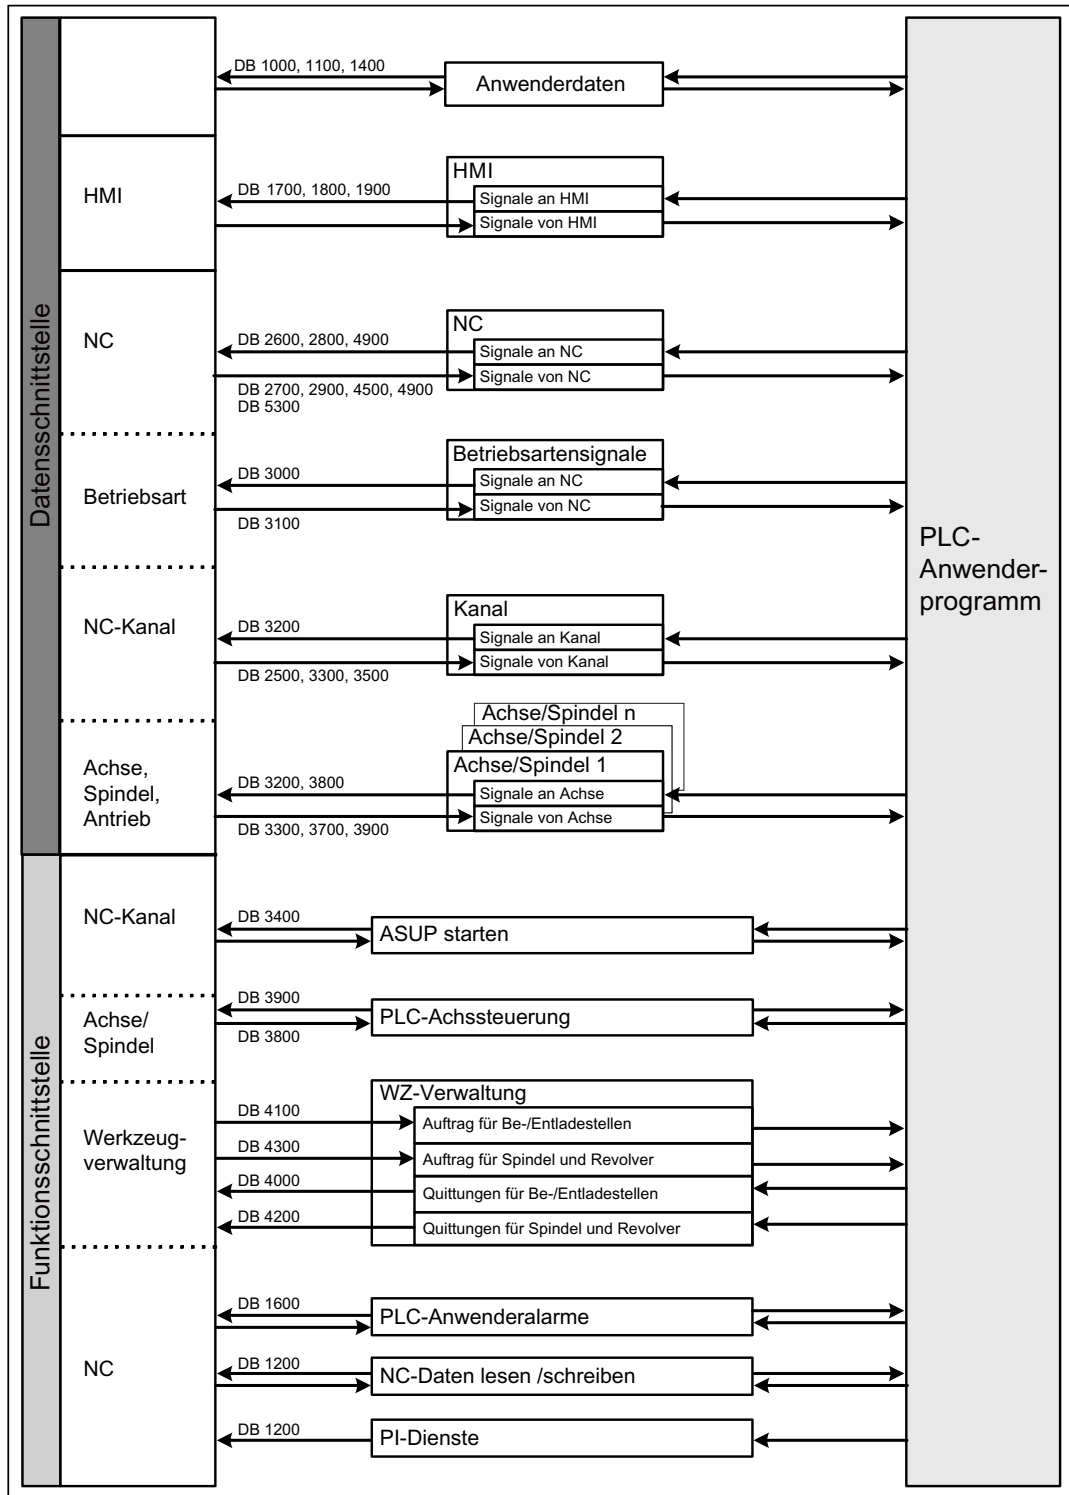 Datensschnittstelle
DB 1000, 1100, 1400
Anwenderdaten
HMI
DB 1700, 1800, 1900
HMI
Signale an HMI
Signale von HMI
NC
DB 2600, 2800, 4900
DB 2700, 2900, 4500, 4900
DB 5300
NC
Signale an NC
Signale von NC
Betriebsart
DB 3000
DB 3100
Betriebsartensignale
Signale an NC
Signale von NC
PLC-
Anwender-
programm
NC-Kanal
DB 3200
DB 2500, 3300, 3500
Kanal
Signale an Kanal
Signale von Kanal
Achse,
Spindel,
Antrieb
DB 3200, 3800
DB 3300, 3700, 3900
Achse/Spindel n
Achse/Spindel 2
Achse/Spindel 1
Signale an Achse
Signale von Achse
Funktionsschnittstelle
NC-Kanal
DB 3400
ASUP starten
Achse/
Spindel
DB 3900
DB 3800
PLC-Achssteuerung
Werkzeug-
verwaltung
DB 4100
DB 4300
DB 4000
DB 4200
WZ-Verwaltung
Auftrag für Be-/Entladestellen
Auftrag für Spindel und Revolver
Quittungen für Be-/Entladestellen
Quittungen für Spindel und Revolver
NC
DB 1600
PLC-Anwenderalarme
DB 1200
NC-Daten lesen /schreiben
DB 1200
PI-Dienste